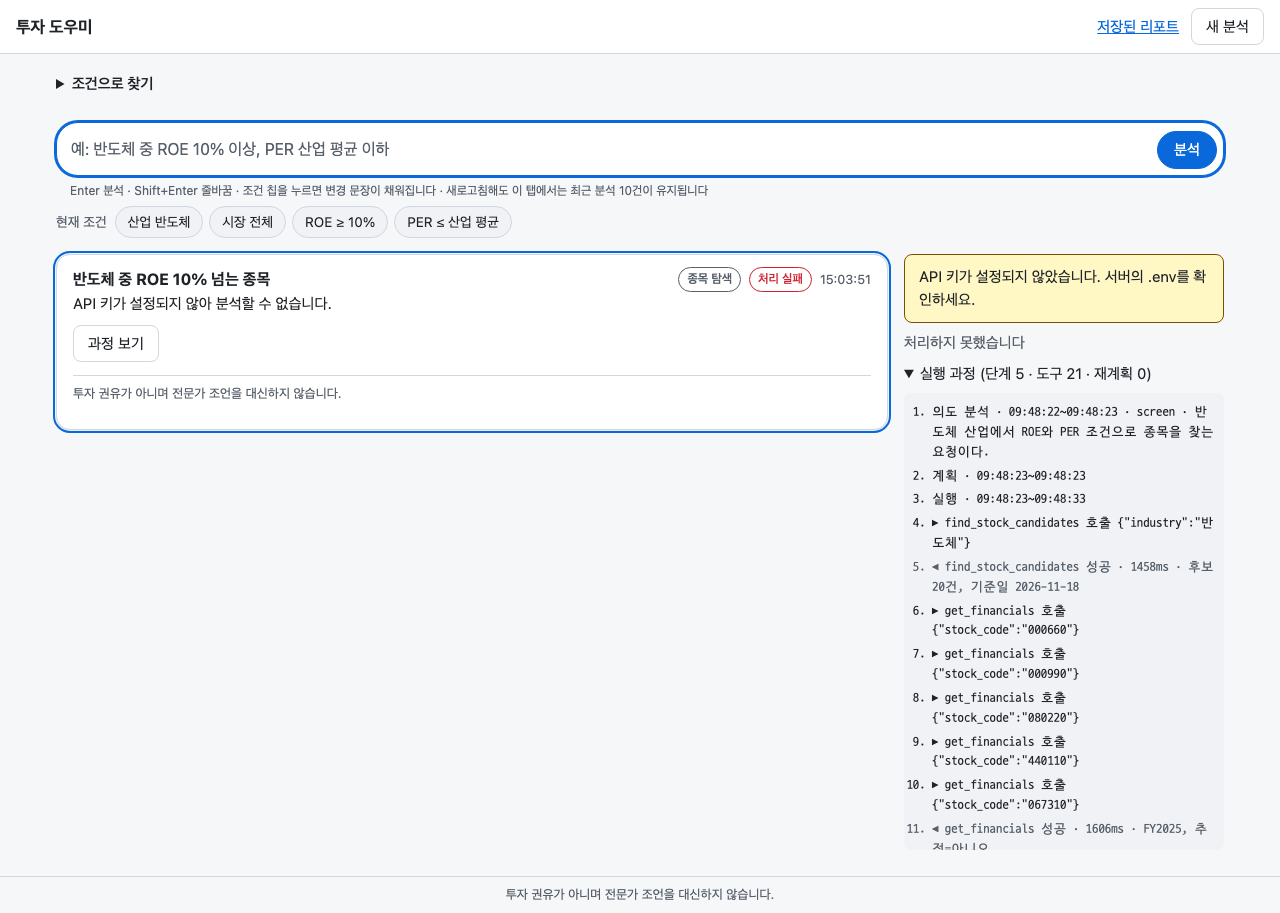 투자 도우미
저장된 리포트
새 분석
▶ 조건으로 찾기
예: 반도체 중 ROE 10% 이상, PER 산업 평균 이하
분석
Enter 분석 · Shift+Enter 줄바꿈 · 조건 칩을 누르면 변경 문장이 채워집니다 · 새로고침해도 이 탭에서는 최근 분석 10건이 유지됩니다
현재 조건 산업 반도체 시장 전체 ROE ≥ 10% PER ≤ 산업 평균
반도체 중 ROE 10% 넘는 종목
종목 탐색 처리 실패 15:03:51
API 키가 설정되지 않아 분석할 수 없습니다.
과정 보기
투자 권유가 아니며 전문가 조언을 대신하지 않습니다.
API 키가 설정되지 않았습니다. 서버의 .env를 확
인하세요.
처리하지 못했습니다
▼ 실행 과정 (단계 5 · 도구 21 · 재계획 0)
1. 의도 분석 · 09:48:22~09:48:23 · screen · 반
도체 산업에서 ROE와 PER 조건으로 종목을 찾는
요청이다.
2. 계획 · 09:48:23~09:48:23
3. 실행 · 09:48:23~09:48:33
4. ▶ find_stock_candidates 호출 {"industry":"반
도체"}
5. ◀ find_stock_candidates 성공 · 1458ms · 후보
20건, 기준일 2026-11-18
6. ▶ get_financials 호출
{"stock_code":"000660"}
7. ▶ get_financials 호출
{"stock_code":"000990"}
8. ▶ get_financials 호출
{"stock_code":"080220"}
9. ▶ get_financials 호출
{"stock_code":"440110"}
10. ▶ get_financials 호출
{"stock_code":"067310"}
11. ◀ get_financials 성공 · 1606ms · FY2025, 추
투자 권유가 아니며 전문가 조언을 대신하지 않습니다.